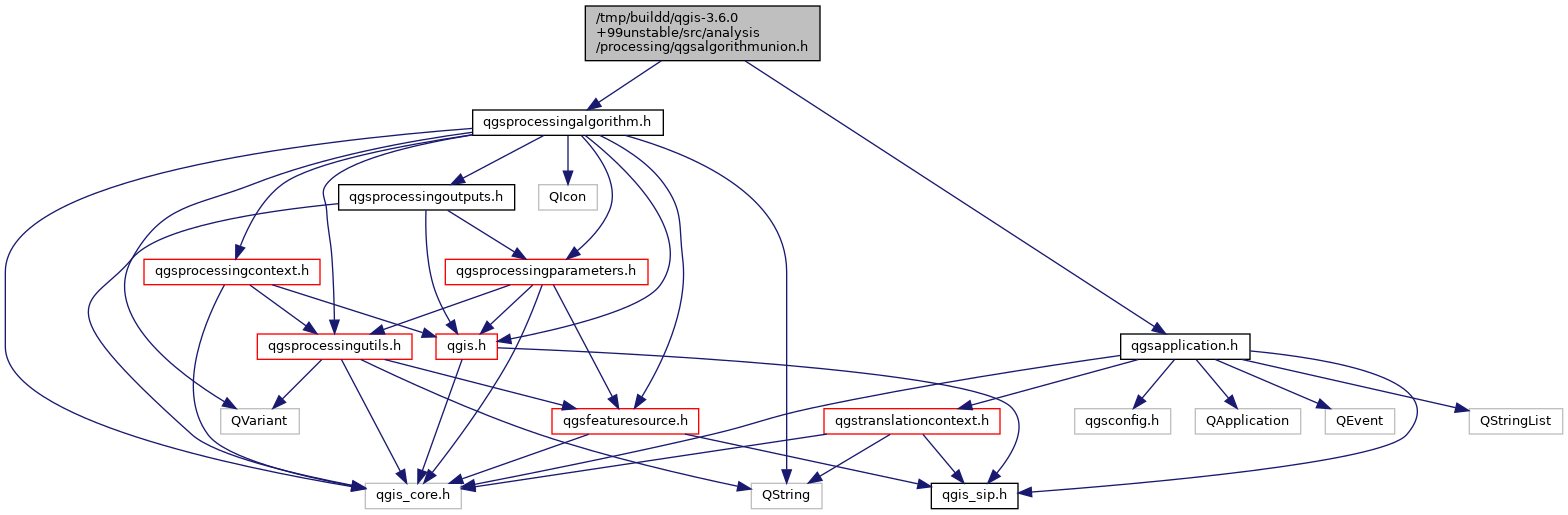 /tmp/buildd/qgis-3.6.0
+99unstable/src/analysis
/processing/qgsalgorithmunion.h
qgsprocessingalgorithm.h
qgsprocessingoutputs.h
QIcon
qgsprocessingcontext.h
qgsprocessingparameters.h
qgsprocessingutils.h
qgis.h
qgsapplication.h
QVariant
qgsfeaturesource.h
qgstranslationcontext.h
qgsconfig.h
QApplication
QEvent
QStringList
qgis_core.h
QString
qgis_sip.h